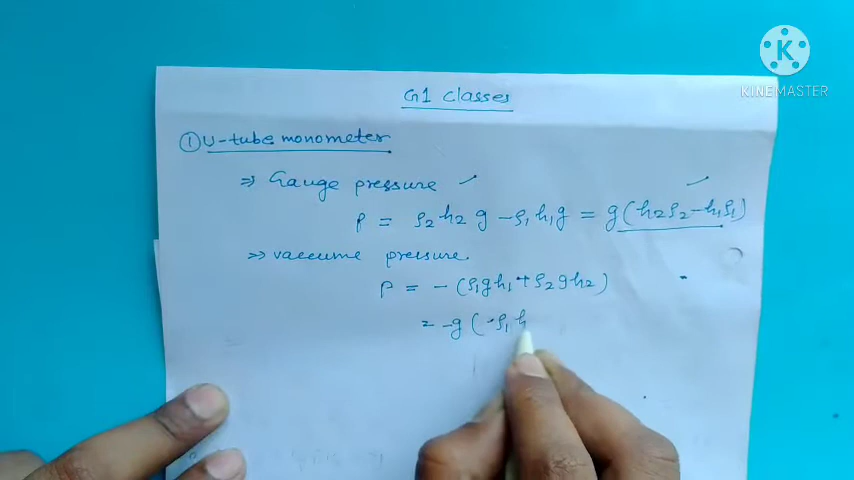 KINEMASTER
G1 classes
① U-tube monometer
⇒ Gauge pressure ✓
P = ρ₂h₂g - ρ₁h₁g = g(h₂ρ₂-h₁ρ₁)
⇒ vaccume pressure.
P = - (ρ₁gh₁+ρ₂gh₂)
= -g(ρ₁h